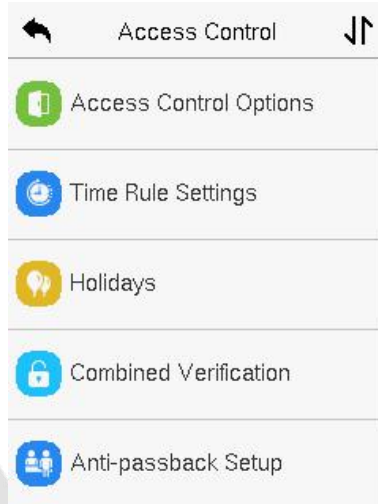 Access Control
Access Control Options
Time Rule Settings
Holidays
Combined Verification
Anti-passback Setup